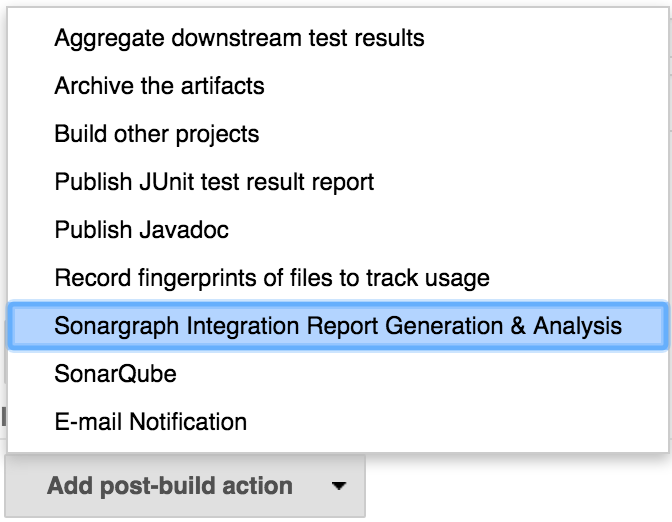 Aggregate downstream test results
Archive the artifacts
Build other projects
Publish JUnit test result report
Publish Javadoc
Record fingerprints of files to track usage
Sonargraph Integration Report Generation & Analysis
SonarQube
E-mail Notification
Add post-build action